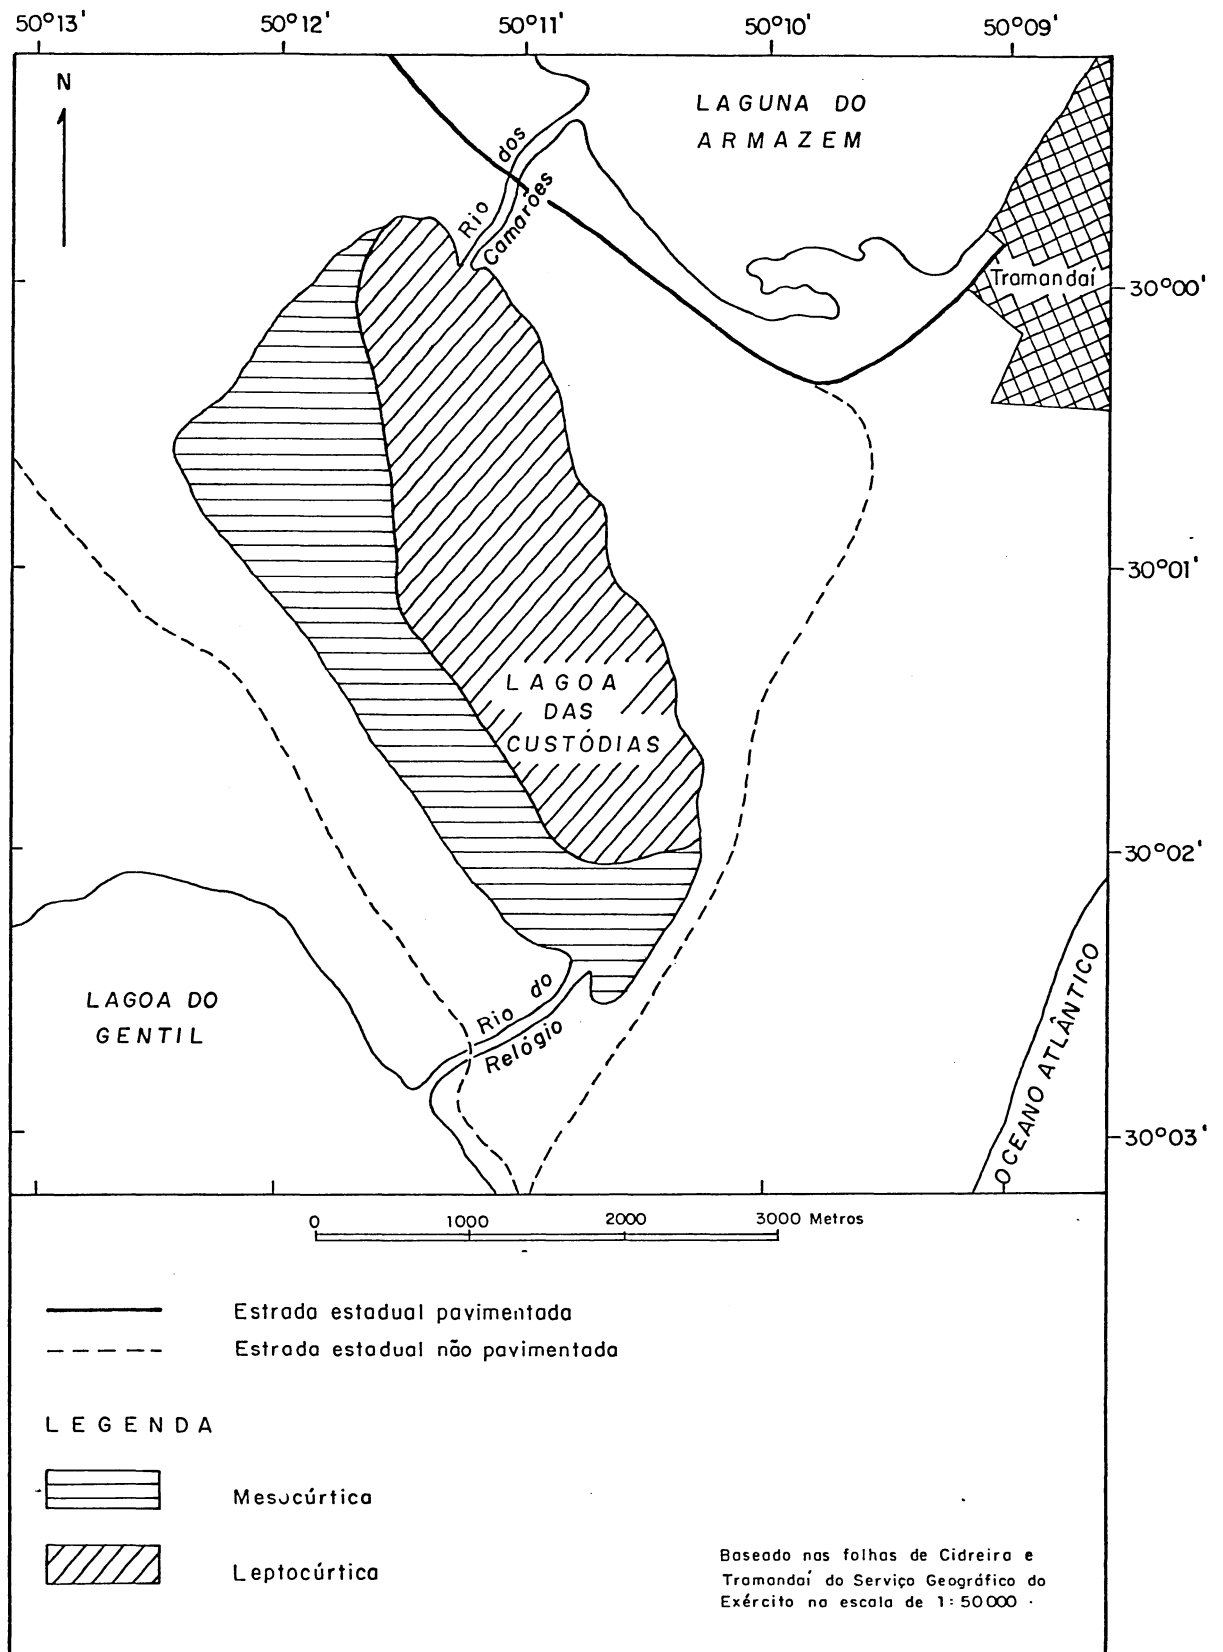 50°13'
50°12'
50°11'
50°10'
50°09'
N
LAGUNA DO
ARMAZEM
Rio dos
Camarões
Tramandaí
30°00'
30°01'
LAGOA
DAS
CUSTÓDIAS
30°02'
LAGOA DO
GENTIL
Rio do
Relógio
OCEANO ATLÂNTICO
30°03'
0 1000 2000 3000 Metros
Estrada estadual pavimentada
Estrada estadual não pavimentada
LEGENDA
Mesocúrtica
Leptocúrtica
Baseado nas folhas de Cidreira e
Tramandaí do Serviço Geográfico do
Exército na escala de 1:50000